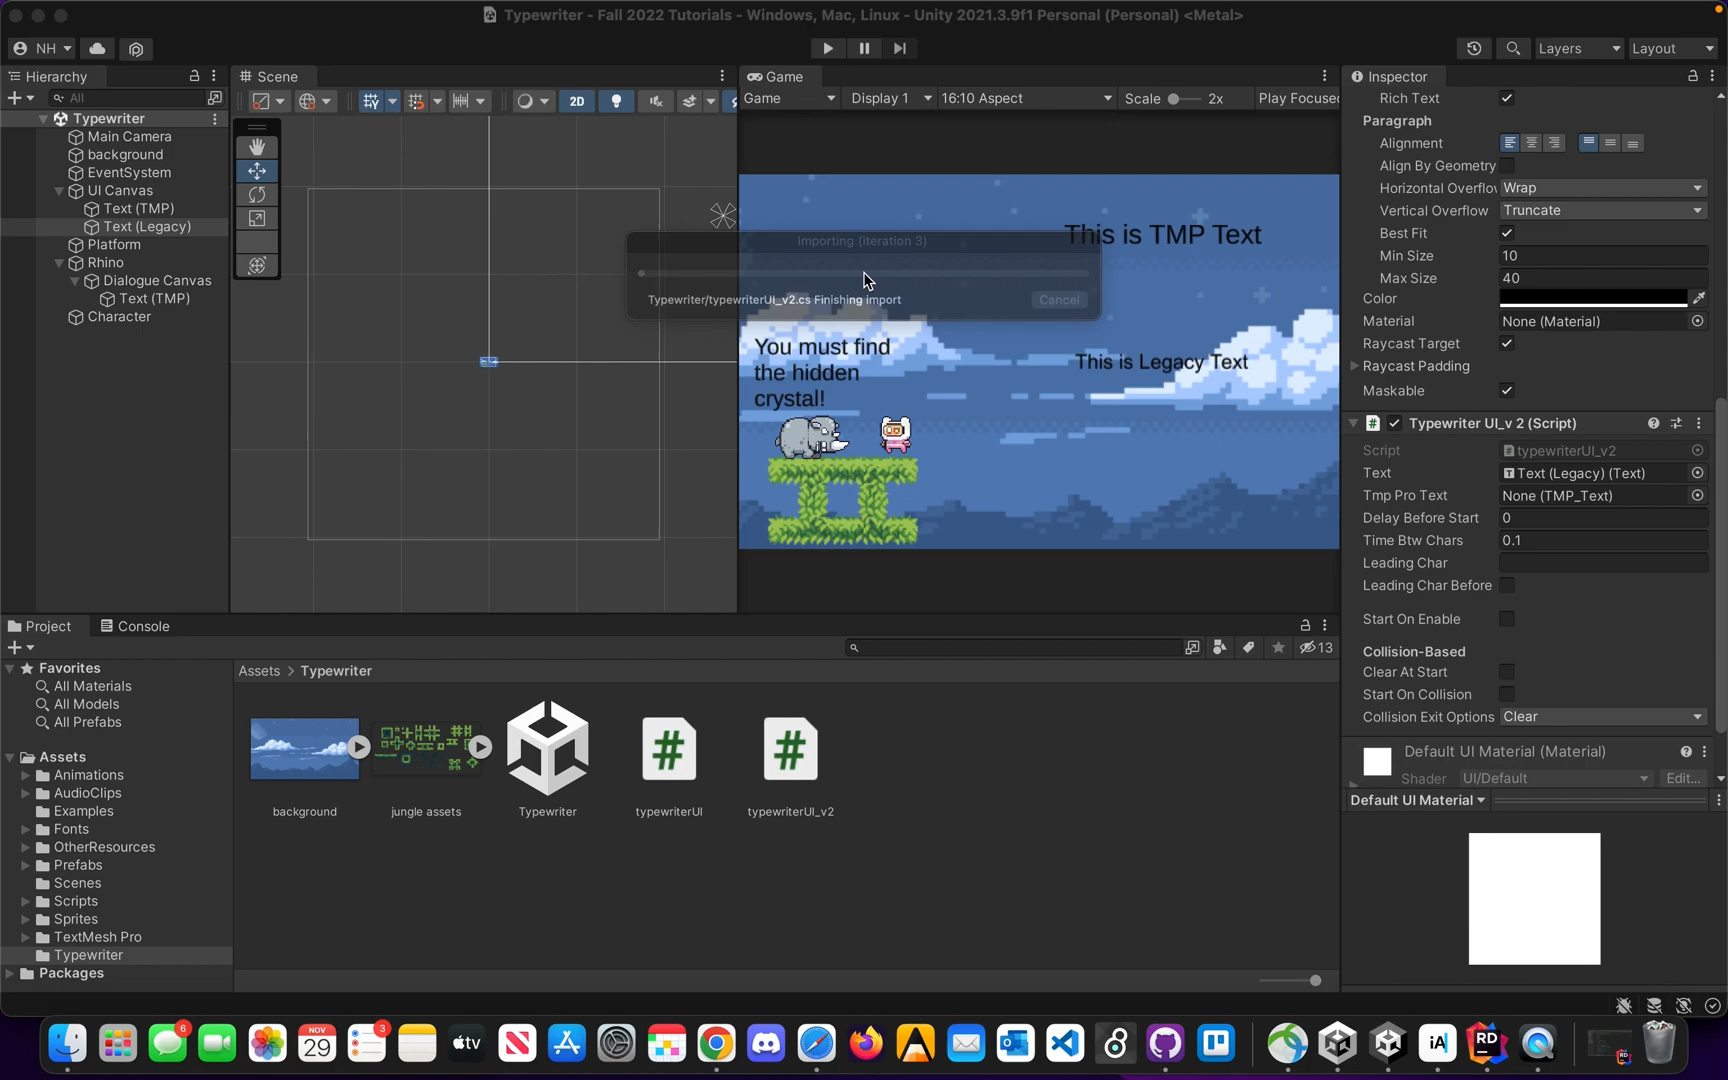 Typewriter - Fall 2022 Tutorials - Windows, Mac, Linux - Unity 2021.3.9f1 Personal (Personal) <Metal>
NH
Layers
Layout
Hierarchy
All
Typewriter
Main Camera
background
EventSystem
UI Canvas
Text (TMP)
Text (Legacy)
Platform
Rhino
Dialogue Canvas
Text (TMP)
Character
Scene
2D
Game
Game
Display 1
16:10 Aspect
Scale
2x
Play Focused
This is TMP Text
Importing (iteration 3)
Typewriter/typewriterUI_v2.cs Finishing import
Cancel
You must find
the hidden
crystal!
This is Legacy Text
Inspector
Rich Text
Paragraph
Alignment
Align By Geometry
Horizontal Overflow
Wrap
Vertical Overflow
Truncate
Best Fit
Min Size
10
Max Size
40
Color
Material
None (Material)
Raycast Target
Raycast Padding
Maskable
# Typewriter UI_v 2 (Script)
Script
typewriterUI_v2
Text
Text (Legacy) (Text)
Tmp Pro Text
None (TMP_Text)
Delay Before Start
0
Time Btw Chars
0.1
Leading Char
Leading Char Before
Start On Enable
Collision-Based
Clear At Start
Start On Collision
Collision Exit Options
Clear
Default UI Material (Material)
Shader
UI/Default
Edit...
Default UI Material
Project
Console
13
Favorites
All Materials
All Models
All Prefabs
Assets
Animations
AudioClips
Examples
Fonts
OtherResources
Prefabs
Scenes
Scripts
Sprites
TextMesh Pro
Typewriter
Packages
Assets > Typewriter
background
jungle assets
Typewriter
#
typewriterUI
#
typewriterUI_v2
6
NOV
29
3
tv
iA
RD